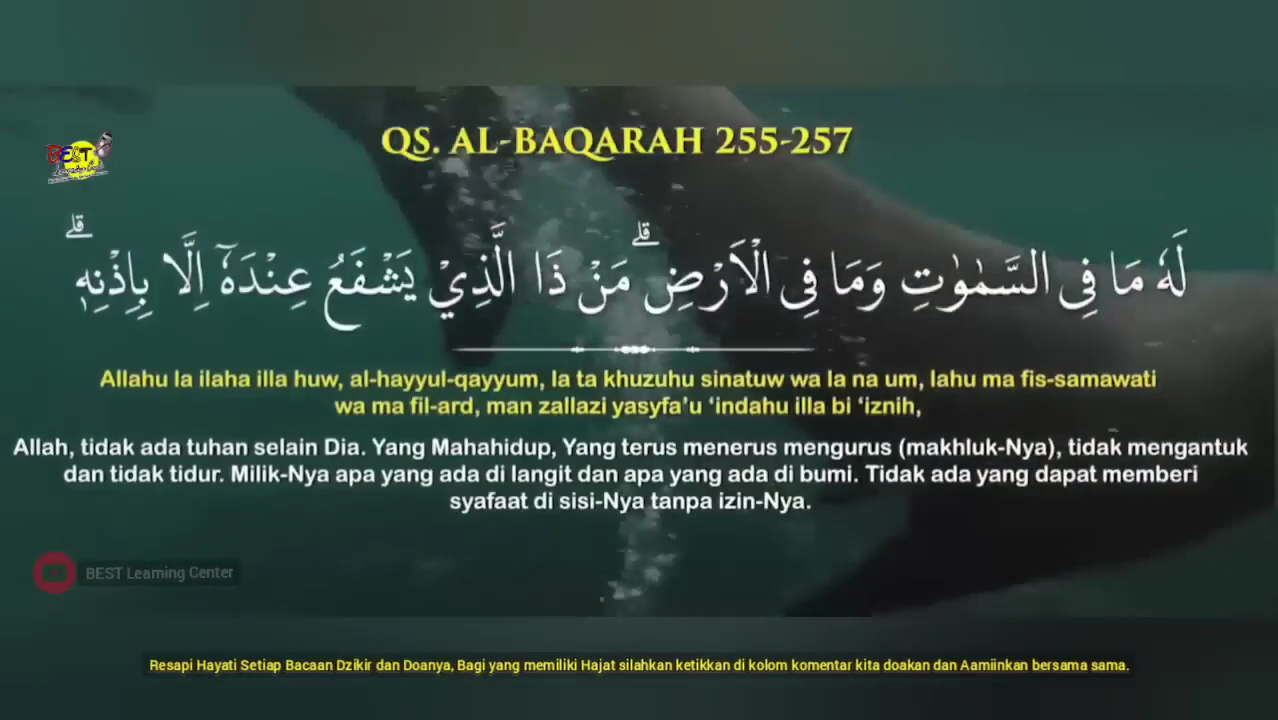 BEST
QS. AL-BAQARAH 255-257
لَهٗ مَا فِى السَّمٰوٰتِ وَمَا فِى الْاَرْضِۗ مَنْ ذَا الَّذِيْ يَشْفَعُ عِنْدَهٗٓ اِلَّا بِاِذْنِهٖۗ
Allahu la ilaha illa huw, al-hayyul-qayyum, la ta khuzuhu sinatuw wa la na um, lahu ma fis-samawati
wa ma fil-ard, man zallazi yasyfa’u ‘indahu illa bi ‘iznih,
Allah, tidak ada tuhan selain Dia. Yang Mahahidup, Yang terus menerus mengurus (makhluk-Nya), tidak mengantuk
dan tidak tidur. Milik-Nya apa yang ada di langit dan apa yang ada di bumi. Tidak ada yang dapat memberi
syafaat di sisi-Nya tanpa izin-Nya.
BEST Learning Center
Resapi Hayati Setiap Bacaan Dzikir dan Doanya, Bagi yang memiliki Hajat silahkan ketikkan di kolom komentar kita doakan dan Aamiinkan bersama sama.